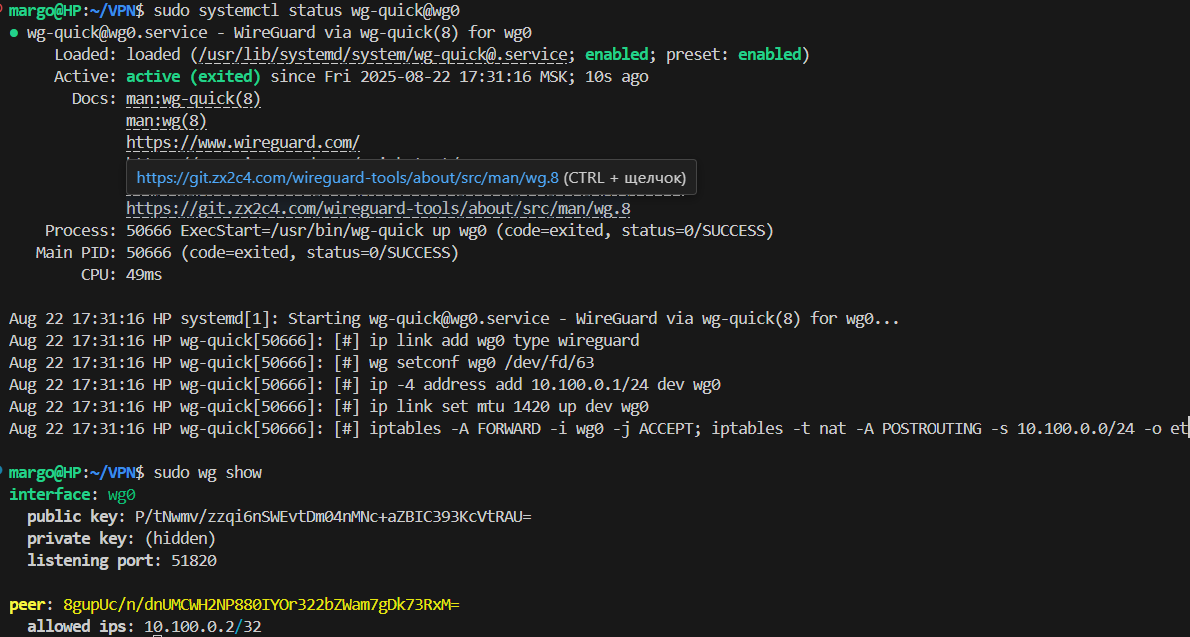 margo@HP:~/VPN$ sudo systemctl status wg-quick@wg0
● wg-quick@wg0.service - WireGuard via wg-quick(8) for wg0
Loaded: loaded (/usr/lib/systemd/system/wg-quick@.service; enabled; preset: enabled)
Active: active (exited) since Fri 2025-08-22 17:31:16 MSK; 10s ago
Docs: man:wg-quick(8)
man:wg(8)
https://www.wireguard.com/
https://git.zx2c4.com/wireguard-tools/about/src/man/wg.8 (CTRL + щелчок)
https://git.zx2c4.com/wireguard-tools/about/src/man/wg.8
Process: 50666 ExecStart=/usr/bin/wg-quick up wg0 (code=exited, status=0/SUCCESS)
Main PID: 50666 (code=exited, status=0/SUCCESS)
CPU: 49ms
Aug 22 17:31:16 HP systemd[1]: Starting wg-quick@wg0.service - WireGuard via wg-quick(8) for wg0...
Aug 22 17:31:16 HP wg-quick[50666]: [#] ip link add wg0 type wireguard
Aug 22 17:31:16 HP wg-quick[50666]: [#] wg setconf wg0 /dev/fd/63
Aug 22 17:31:16 HP wg-quick[50666]: [#] ip -4 address add 10.100.0.1/24 dev wg0
Aug 22 17:31:16 HP wg-quick[50666]: [#] ip link set mtu 1420 up dev wg0
Aug 22 17:31:16 HP wg-quick[50666]: [#] iptables -A FORWARD -i wg0 -j ACCEPT; iptables -t nat -A POSTROUTING -s 10.100.0.0/24 -o et
margo@HP:~/VPN$ sudo wg show
interface: wg0
public key: P/tNwmv/zzqi6nSWEvtDm04nMNc+aZBIC393KcVtRAU=
private key: (hidden)
listening port: 51820
peer: 8gupUc/n/dnUMCWH2NP880IYOr322bZWam7gDk73RxM=
allowed ips: 10.100.0.2/32